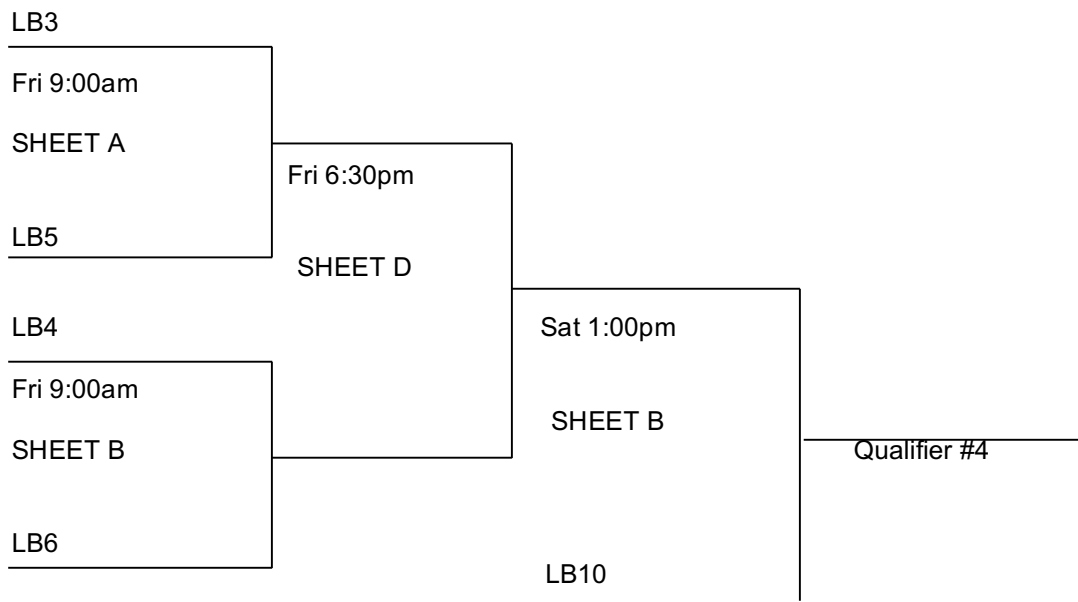 LB3
Fri 9:00am
SHEET A
LB5
Fri 6:30pm
SHEET D
LB4
Fri 9:00am
SHEET B
LB6
Sat 1:00pm
SHEET B
LB10
Qualifier #4